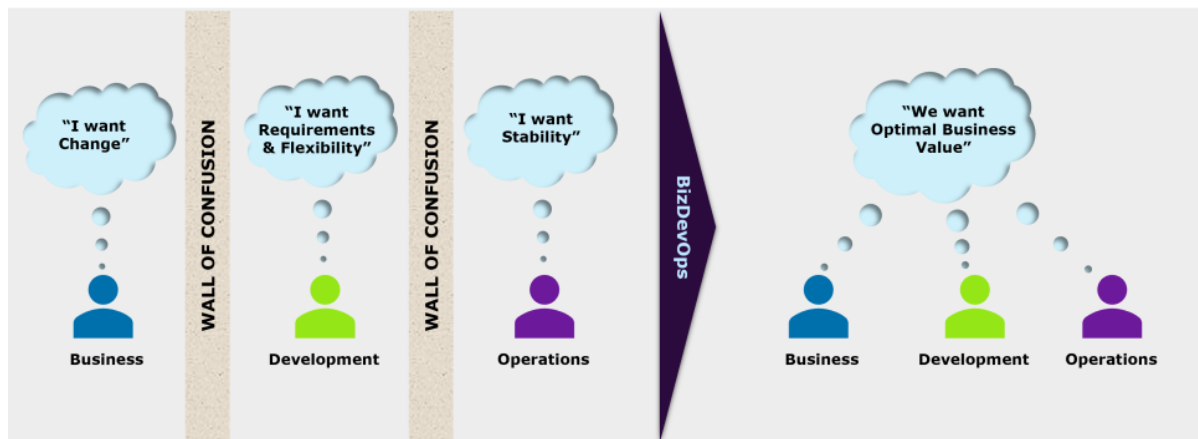 “I want
Change”
Business
WALL OF CONFUSION
“I want
Requirements
& Flexibility”
Development
WALL OF CONFUSION
“I want
Stability”
Operations
BizDevOps
“We want
Optimal Business
Value”
Business
Development
Operations